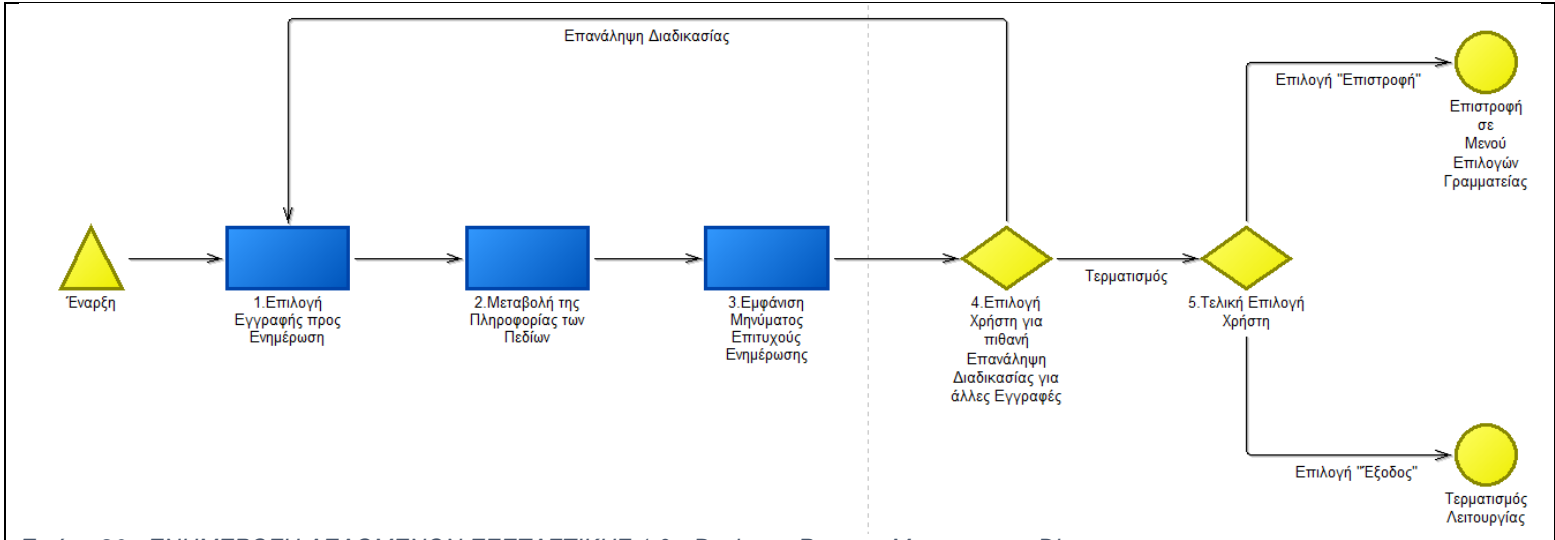 Επανάληψη Διαδικασίας
Επιλογή "Επιστροφή"
Επιστροφή
σε
Μενού
Επιλογών
Γραμματείας
Έναρξη
1.Επιλογή
Εγγραφής προς
Ενημέρωση
2.Μεταβολή της
Πληροφορίας των
Πεδίων
3.Εμφάνιση
Μηνύματος
Επιτυχούς
Ενημέρωσης
4.Επιλογή
Χρήστη για
πιθανή
Επανάληψη
Διαδικασίας για
άλλες Εγγραφές
Τερματισμός
5.Τελική Επιλογή
Χρήστη
Επιλογή "Έξοδος"
Τερματισμός
Λειτουργίας